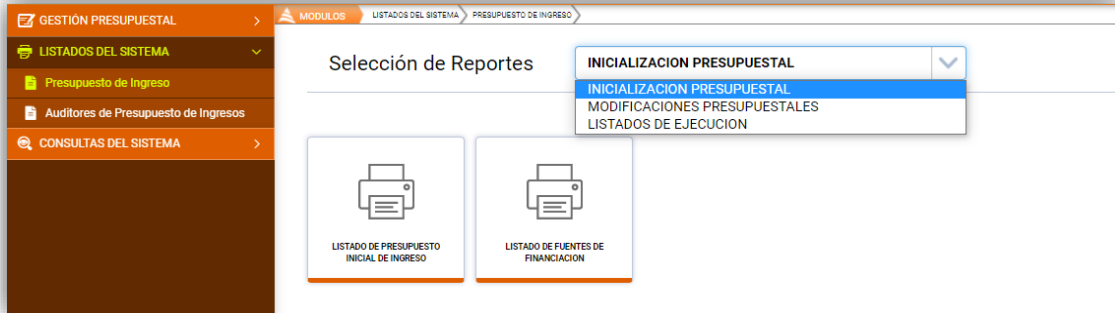 GESTIÓN PRESUPUESTAL
LISTADOS DEL SISTEMA
Presupuesto de Ingreso
Auditores de Presupuesto de Ingresos
CONSULTAS DEL SISTEMA
MODULOS LISTADOS DEL SISTEMA PRESUPUESTO DE INGRESO
Selección de Reportes
INICIALIZACION PRESUPUESTAL
INICIALIZACION PRESUPUESTAL
MODIFICACIONES PRESUPUESTALES
LISTADOS DE EJECUCION
LISTADO DE PRESUPUESTO
INICIAL DE INGRESO
LISTADO DE FUENTES DE
FINANCIACION